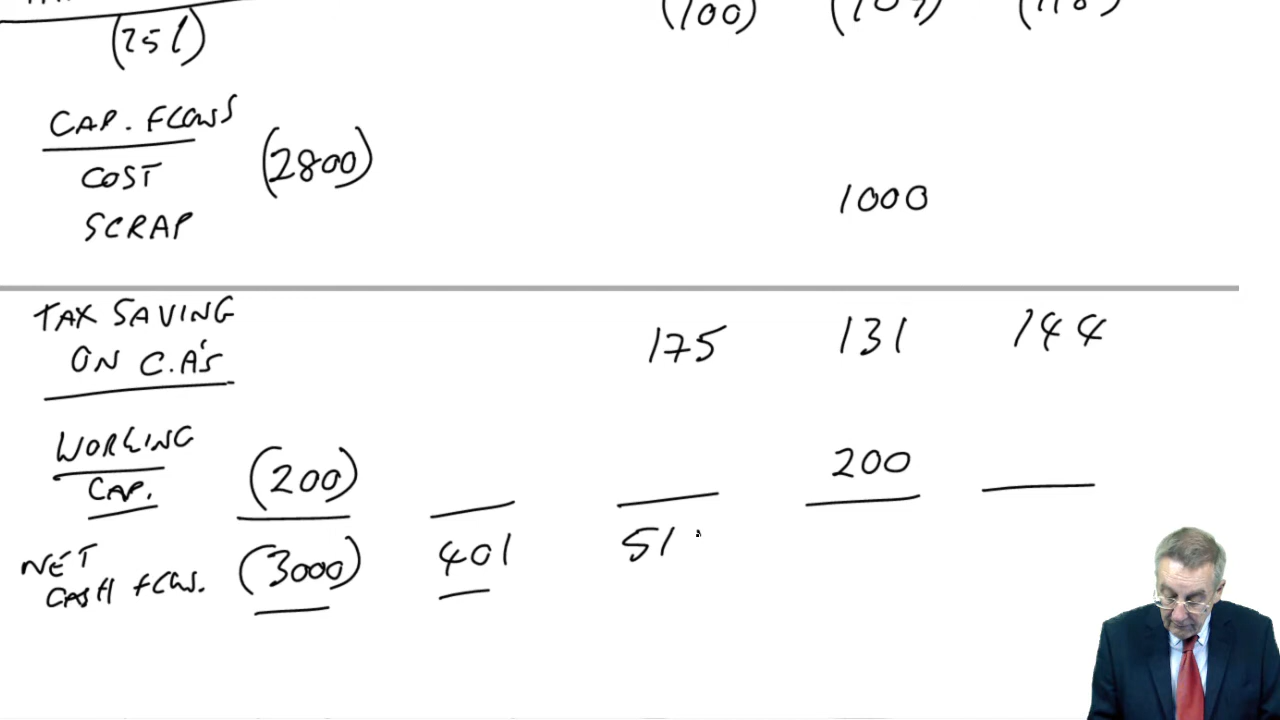 (25%) (100)
CAP. FLOWS
COST (2800)
SCRAP 1000
TAX SAVING
ON C.A's 175 131 144
WORKING
CAP. (200) 200
NET
CASH FLOWS. (3000) 401 51